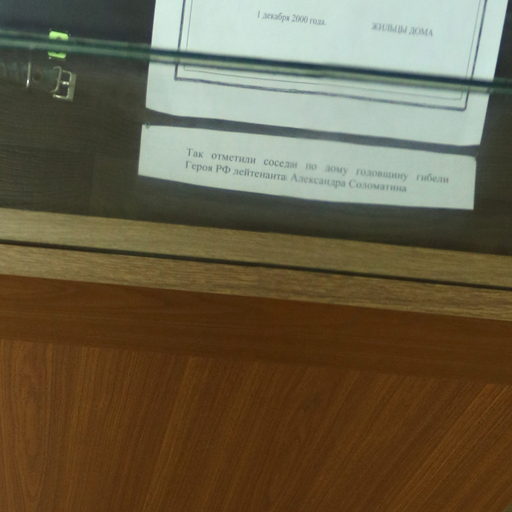 1 декабря 2000 года.
ЖИЛЬЦЫ ДОМА
Так отметили соседи по дому годовщину гибели
Героя РФ лейтенанта Александра Соломатина